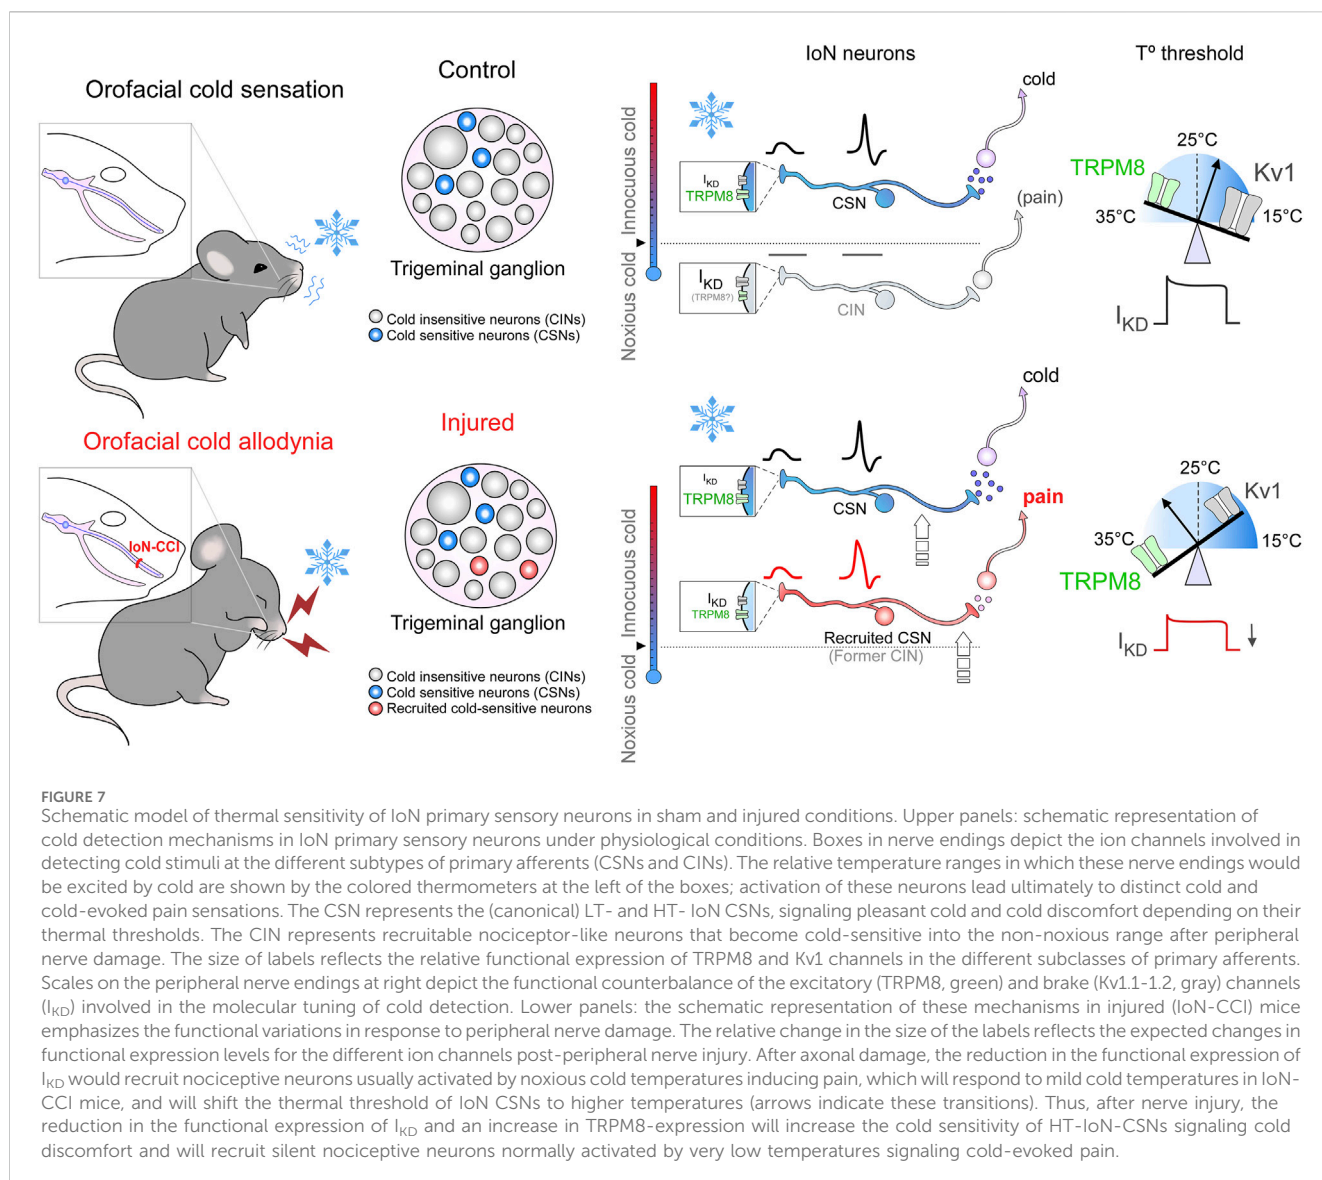 Orofacial cold sensation
Control
Trigeminal ganglion
Cold insensitive neurons (CINs)
Cold sensitive neurons (CSNs)
Noxious cold
Innocuous cold
IoN neurons
IKD
TRPM8
CSN
cold
IKD
(TRPM8?)
CIN
(pain)
Tº threshold
25°C
TRPM8
Kv1
35°C
15°C
IKD
Orofacial cold allodynia
IoN-CCI
Injured
Trigeminal ganglion
Cold insensitive neurons (CINs)
Cold sensitive neurons (CSNs)
Recruited cold-sensitive neurons
Noxious cold
Innocuous cold
IKD
TRPM8
CSN
cold
IKD
TRPM8
Recruited CSN
(Former CIN)
pain
25°C
Kv1
35°C
15°C
TRPM8
IKD
FIGURE 7
Schematic model of thermal sensitivity of IoN primary sensory neurons in sham and injured conditions. Upper panels: schematic representation of
cold detection mechanisms in IoN primary sensory neurons under physiological conditions. Boxes in nerve endings depict the ion channels involved in
detecting cold stimuli at the different subtypes of primary afferents (CSNs and CINs). The relative temperature ranges in which these nerve endings would
be excited by cold are shown by the colored thermometers at the left of the boxes; activation of these neurons lead ultimately to distinct cold and
cold-evoked pain sensations. The CSN represents the (canonical) LT- and HT- IoN CSNs, signaling pleasant cold and cold discomfort depending on their
thermal thresholds. The CIN represents recruitable nociceptor-like neurons that become cold-sensitive into the non-noxious range after peripheral
nerve damage. The size of labels reflects the relative functional expression of TRPM8 and Kv1 channels in the different subclasses of primary afferents.
Scales on the peripheral nerve endings at right depict the functional counterbalance of the excitatory (TRPM8, green) and brake (Kv1.1-1.2, gray) channels
(IKD) involved in the molecular tuning of cold detection. Lower panels: the schematic representation of these mechanisms in injured (IoN-CCI) mice
emphasizes the functional variations in response to peripheral nerve damage. The relative change in the size of the labels reflects the expected changes in
functional expression levels for the different ion channels post-peripheral nerve injury. After axonal damage, the reduction in the functional expression of
IKD would recruit nociceptive neurons usually activated by noxious cold temperatures inducing pain, which will respond to mild cold temperatures in IoN-
CCI mice, and will shift the thermal threshold of IoN CSNs to higher temperatures (arrows indicate these transitions). Thus, after nerve injury, the
reduction in the functional expression of IKD and an increase in TRPM8-expression will increase the cold sensitivity of HT-IoN-CSNs signaling cold
discomfort and will recruit silent nociceptive neurons normally activated by very low temperatures signaling cold-evoked pain.